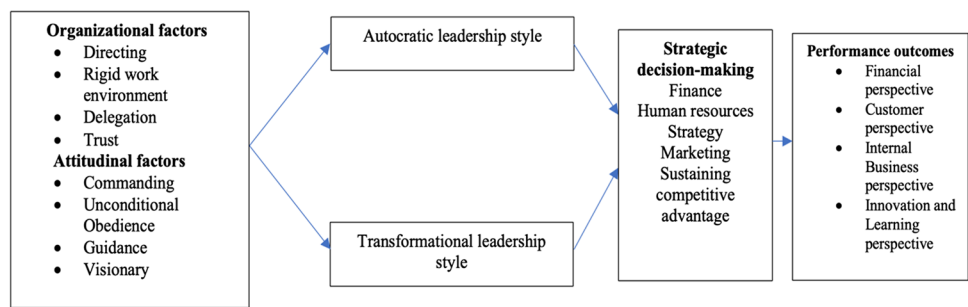 Organizational factors
• Directing
• Rigid work
environment
• Delegation
• Trust
Attitudinal factors
• Commanding
• Unconditional
Obedience
• Guidance
• Visionary
Autocratic leadership style
Transformational leadership
style
Strategic
decision-making
Finance
Human resources
Strategy
Marketing
Sustaining
competitive
advantage
Performance outcomes
• Financial
perspective
• Customer
perspective
• Internal
Business
perspective
• Innovation and
Learning
perspective